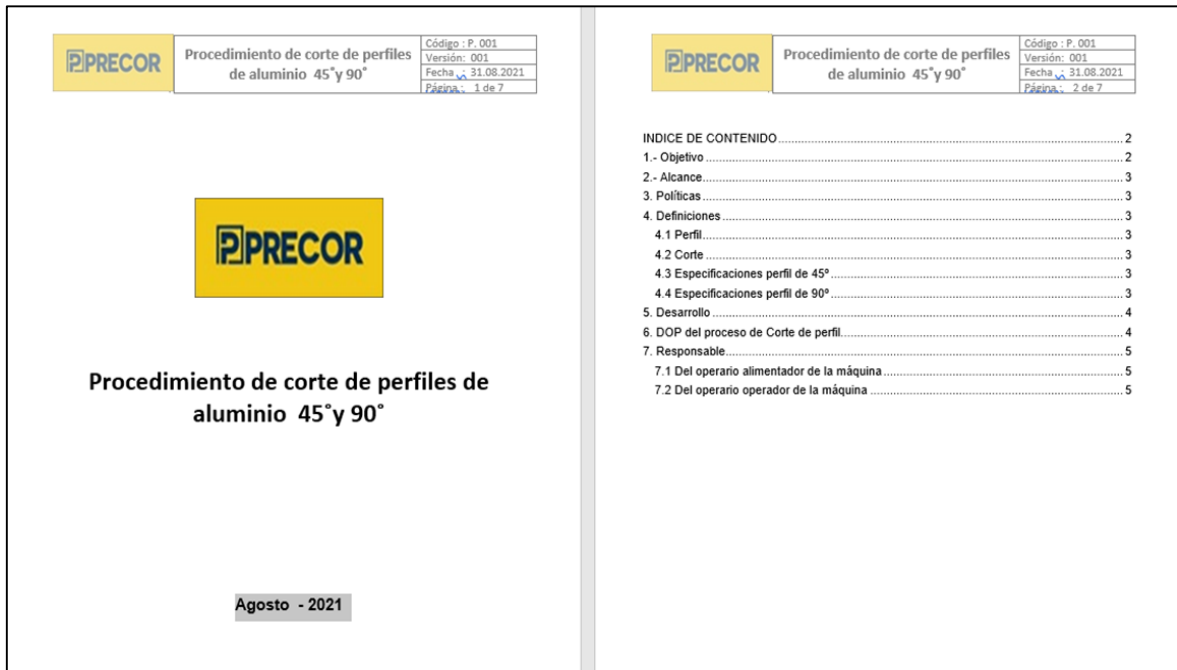 PRECOR
Procedimiento de corte de perfiles
de aluminio 45˚y 90˚
Código : P. 001
Versión: 001
Fecha : 31.08.2021
Página : 1 de 7
PRECOR
Procedimiento de corte de perfiles de
aluminio 45˚y 90˚
Agosto - 2021
PRECOR
Procedimiento de corte de perfiles
de aluminio 45˚y 90˚
Código : P. 001
Versión: 001
Fecha : 31.08.2021
Página : 2 de 7
INDICE DE CONTENIDO 2
1.- Objetivo 2
2.- Alcance 3
3. Políticas 3
4. Definiciones 3
4.1 Perfil 3
4.2 Corte 3
4.3 Especificaciones perfil de 45º 3
4.4 Especificaciones perfil de 90º 3
5. Desarrollo 4
6. DOP del proceso de Corte de perfil 4
7. Responsable 5
7.1 Del operario alimentador de la máquina 5
7.2 Del operario operador de la máquina 5